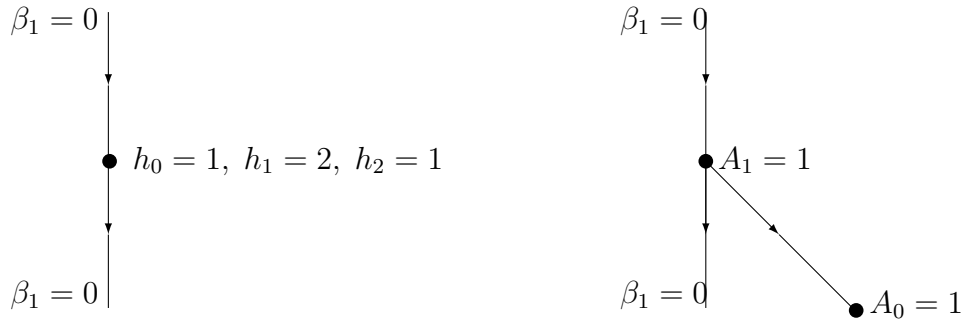 β₁ = 0
h₀ = 1, h₁ = 2, h₂ = 1
β₁ = 0
β₁ = 0
A₁ = 1
β₁ = 0
A₀ = 1